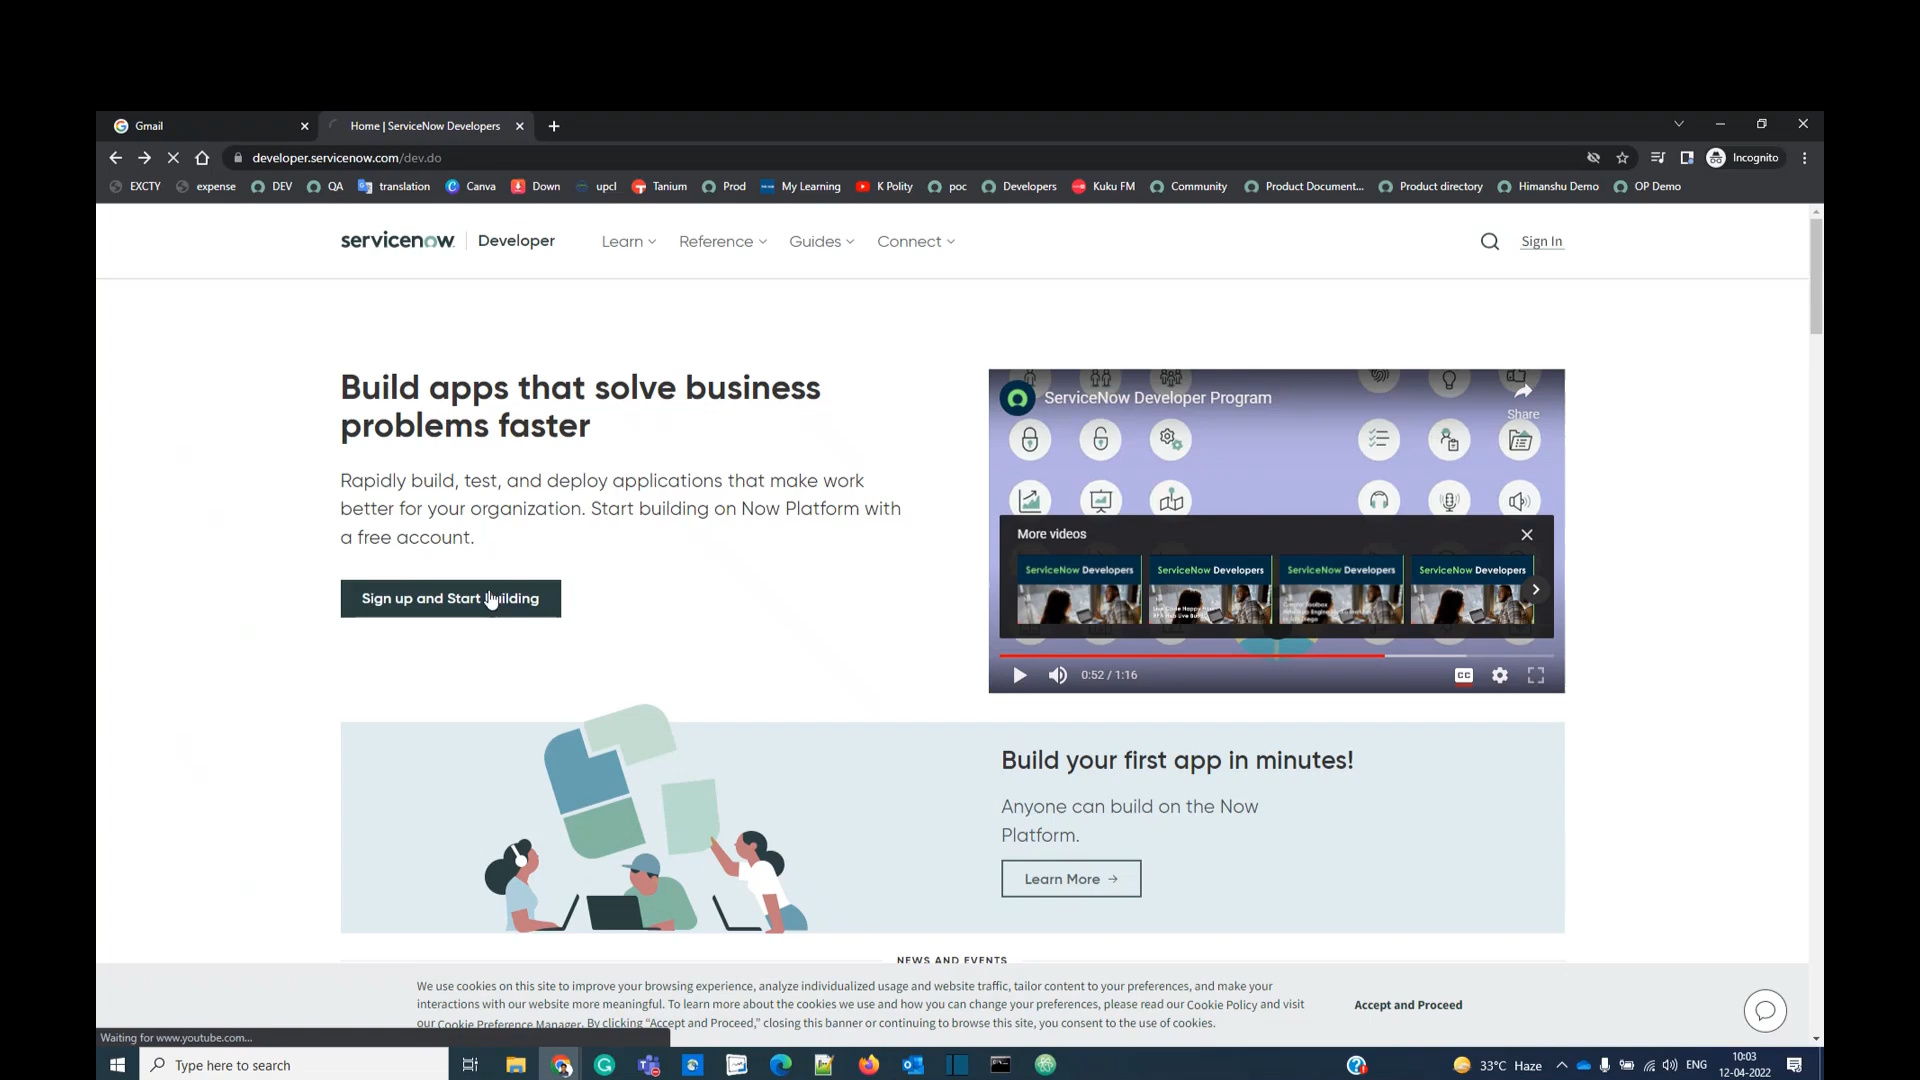 Gmail
Home | ServiceNow Developers
developer.servicenow.com/dev.do
Incognito
EXCTY expense DEV QA translation Canva Down upcl Tanium Prod My Learning K Polity poc Developers Kuku FM Community Product Document... Product directory Himanshu Demo OP Demo
servicenow Developer Learn Reference Guides Connect Sign In
Build apps that solve business
problems faster
Rapidly build, test, and deploy applications that make work
better for your organization. Start building on Now Platform with
a free account.
Sign up and Start
ServiceNow Developer Program
Share
More videos
ServiceNow Developers ServiceNow Developers ServiceNow Developers ServiceNow Developers
0:52 / 1:16
CC
Build your first app in minutes!
Anyone can build on the Now
Platform.
Learn More →
NEWS AND EVENTS
We use cookies on this site to improve your browsing experience, analyze individualized usage and website traffic, tailor content to your preferences, and make your
interactions with our website more meaningful. To learn more about the cookies we use and how you can change your preferences, please read our Cookie Policy and visit
our Cookie Preference Manager. By clicking “Accept and Proceed,” closing this banner or continuing to browse this site, you consent to the use of cookies.
Accept and Proceed
Waiting for www.youtube.com...
Type here to search
33°C Haze
ENG
10:03
12-04-2022